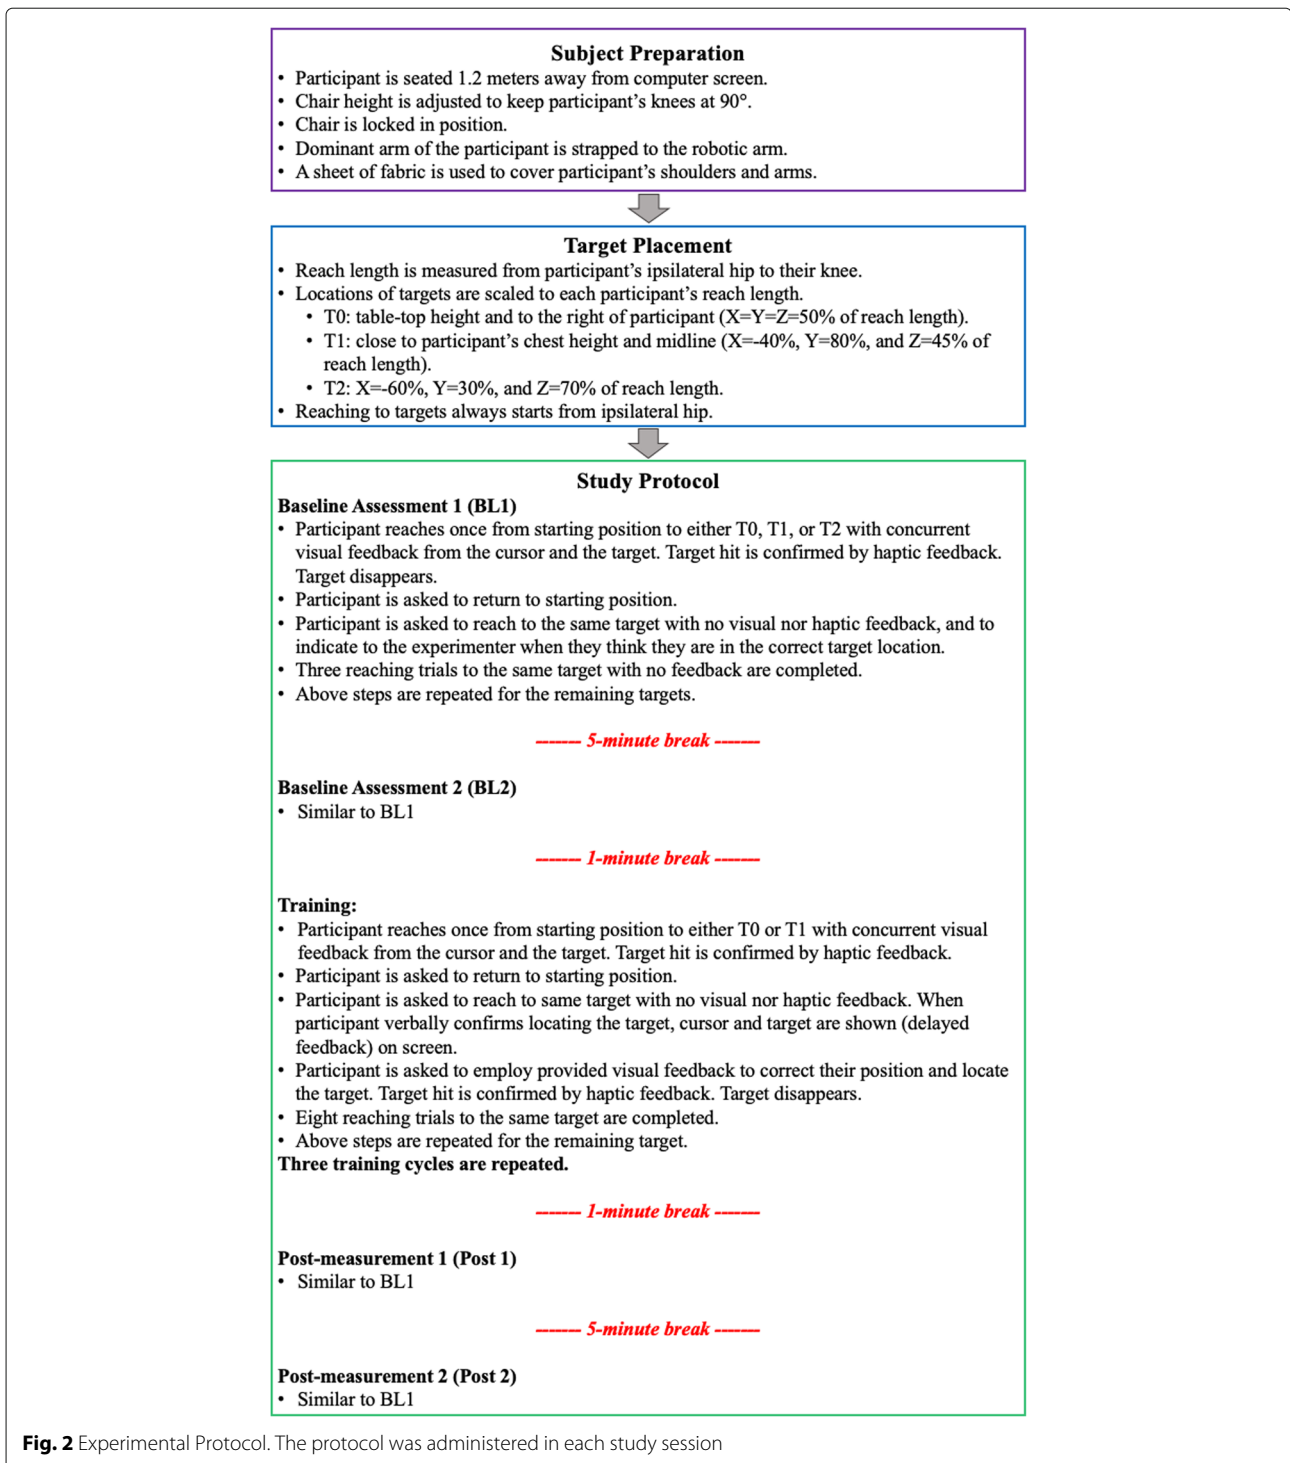 Subject Preparation
• Participant is seated 1.2 meters away from computer screen.
• Chair height is adjusted to keep participant’s knees at 90°.
• Chair is locked in position.
• Dominant arm of the participant is strapped to the robotic arm.
• A sheet of fabric is used to cover participant’s shoulders and arms.
Target Placement
• Reach length is measured from participant’s ipsilateral hip to their knee.
• Locations of targets are scaled to each participant’s reach length.
• T0: table-top height and to the right of participant (X=Y=Z=50% of reach length).
• T1: close to participant’s chest height and midline (X=-40%, Y=80%, and Z=45% of
reach length).
• T2: X=-60%, Y=30%, and Z=70% of reach length.
• Reaching to targets always starts from ipsilateral hip.
Study Protocol
Baseline Assessment 1 (BL1)
• Participant reaches once from starting position to either T0, T1, or T2 with concurrent
visual feedback from the cursor and the target. Target hit is confirmed by haptic feedback.
Target disappears.
• Participant is asked to return to starting position.
• Participant is asked to reach to the same target with no visual nor haptic feedback, and to
indicate to the experimenter when they think they are in the correct target location.
• Three reaching trials to the same target with no feedback are completed.
• Above steps are repeated for the remaining targets.
------- 5-minute break -------
Baseline Assessment 2 (BL2)
• Similar to BL1
------- 1-minute break -------
Training:
• Participant reaches once from starting position to either T0 or T1 with concurrent visual
feedback from the cursor and the target. Target hit is confirmed by haptic feedback.
• Participant is asked to return to starting position.
• Participant is asked to reach to same target with no visual nor haptic feedback. When
participant verbally confirms locating the target, cursor and target are shown (delayed
feedback) on screen.
• Participant is asked to employ provided visual feedback to correct their position and locate
the target. Target hit is confirmed by haptic feedback. Target disappears.
• Eight reaching trials to the same target are completed.
• Above steps are repeated for the remaining target.
Three training cycles are repeated.
------- 1-minute break -------
Post-measurement 1 (Post 1)
• Similar to BL1
------- 5-minute break -------
Post-measurement 2 (Post 2)
• Similar to BL1
Fig. 2 Experimental Protocol. The protocol was administered in each study session